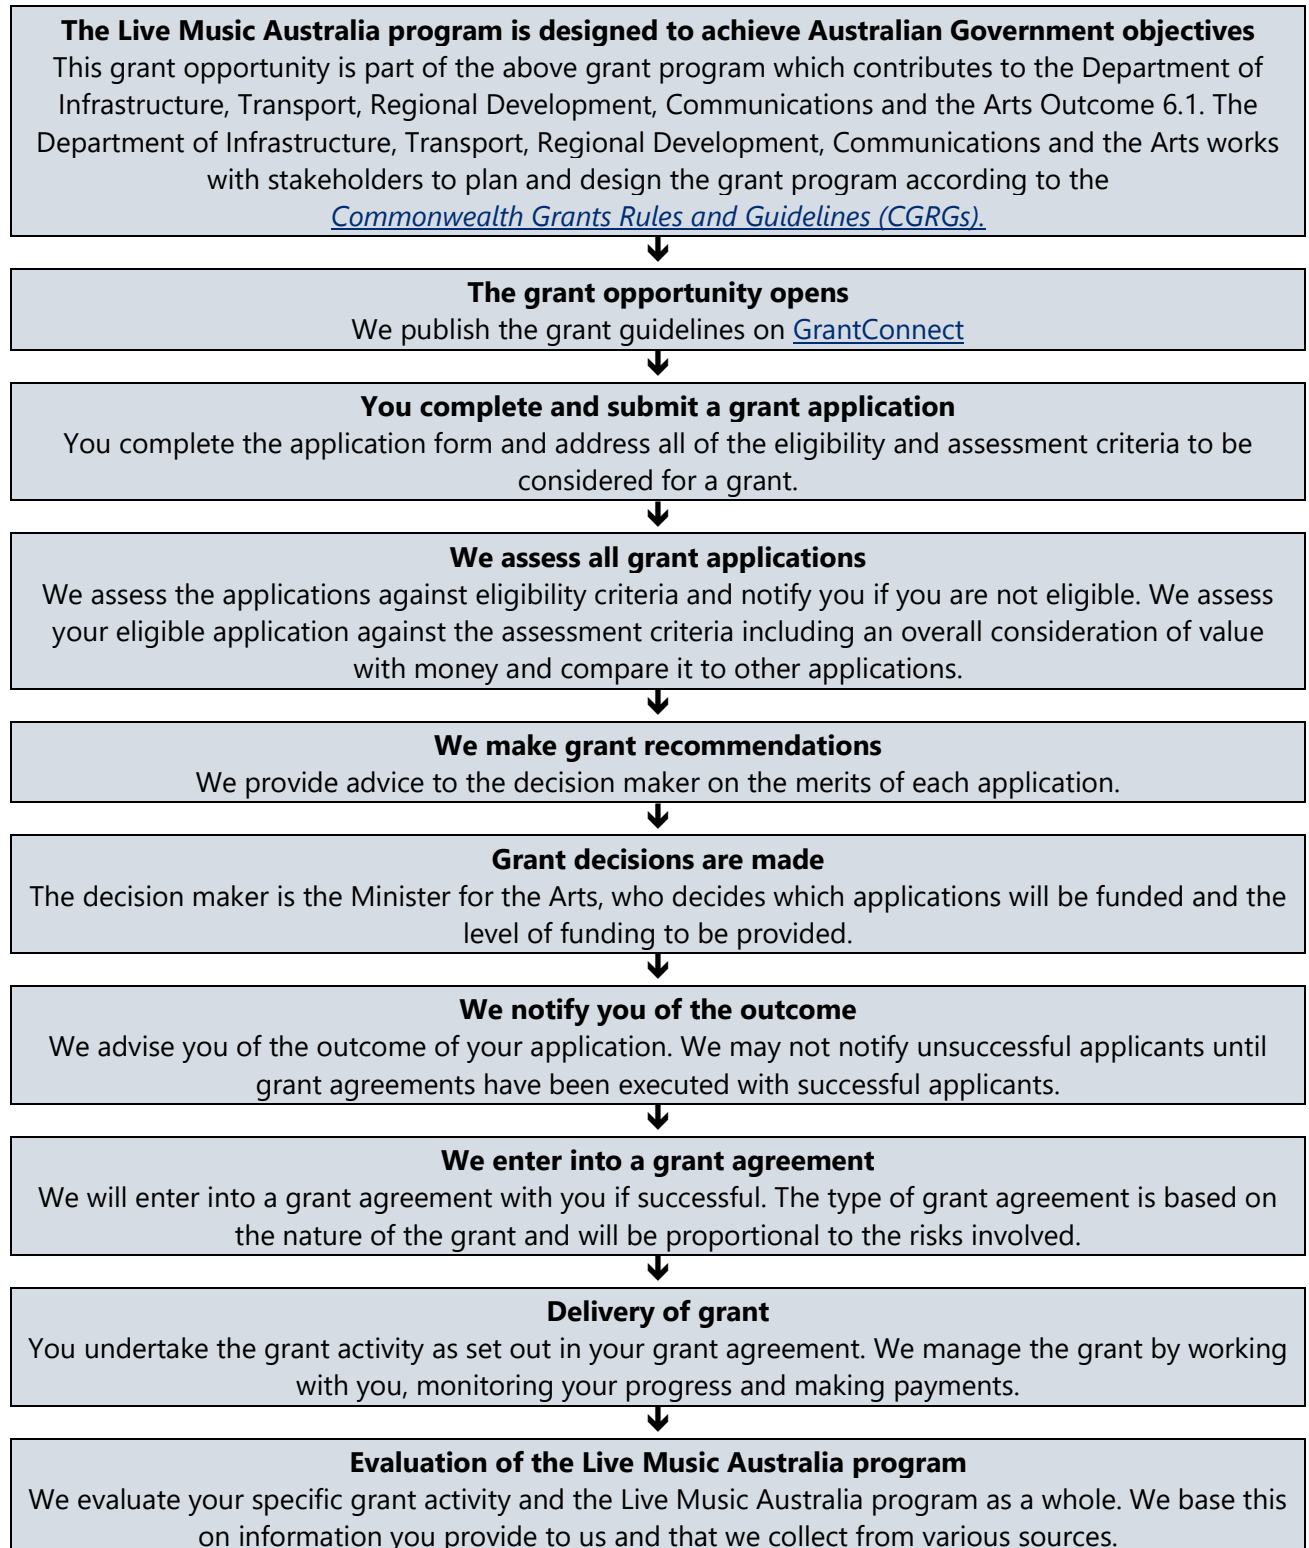 The Live Music Australia program is designed to achieve Australian Government objectives
This grant opportunity is part of the above grant program which contributes to the Department of
Infrastructure, Transport, Regional Development, Communications and the Arts Outcome 6.1. The
Department of Infrastructure, Transport, Regional Development, Communications and the Arts works
with stakeholders to plan and design the grant program according to the
Commonwealth Grants Rules and Guidelines (CGRGs).
The grant opportunity opens
We publish the grant guidelines on GrantConnect
You complete and submit a grant application
You complete the application form and address all of the eligibility and assessment criteria to be
considered for a grant.
We assess all grant applications
We assess the applications against eligibility criteria and notify you if you are not eligible. We assess
your eligible application against the assessment criteria including an overall consideration of value
with money and compare it to other applications.
We make grant recommendations
We provide advice to the decision maker on the merits of each application.
Grant decisions are made
The decision maker is the Minister for the Arts, who decides which applications will be funded and the
level of funding to be provided.
We notify you of the outcome
We advise you of the outcome of your application. We may not notify unsuccessful applicants until
grant agreements have been executed with successful applicants.
We enter into a grant agreement
We will enter into a grant agreement with you if successful. The type of grant agreement is based on
the nature of the grant and will be proportional to the risks involved.
Delivery of grant
You undertake the grant activity as set out in your grant agreement. We manage the grant by working
with you, monitoring your progress and making payments.
Evaluation of the Live Music Australia program
We evaluate your specific grant activity and the Live Music Australia program as a whole. We base this
on information you provide to us and that we collect from various sources.